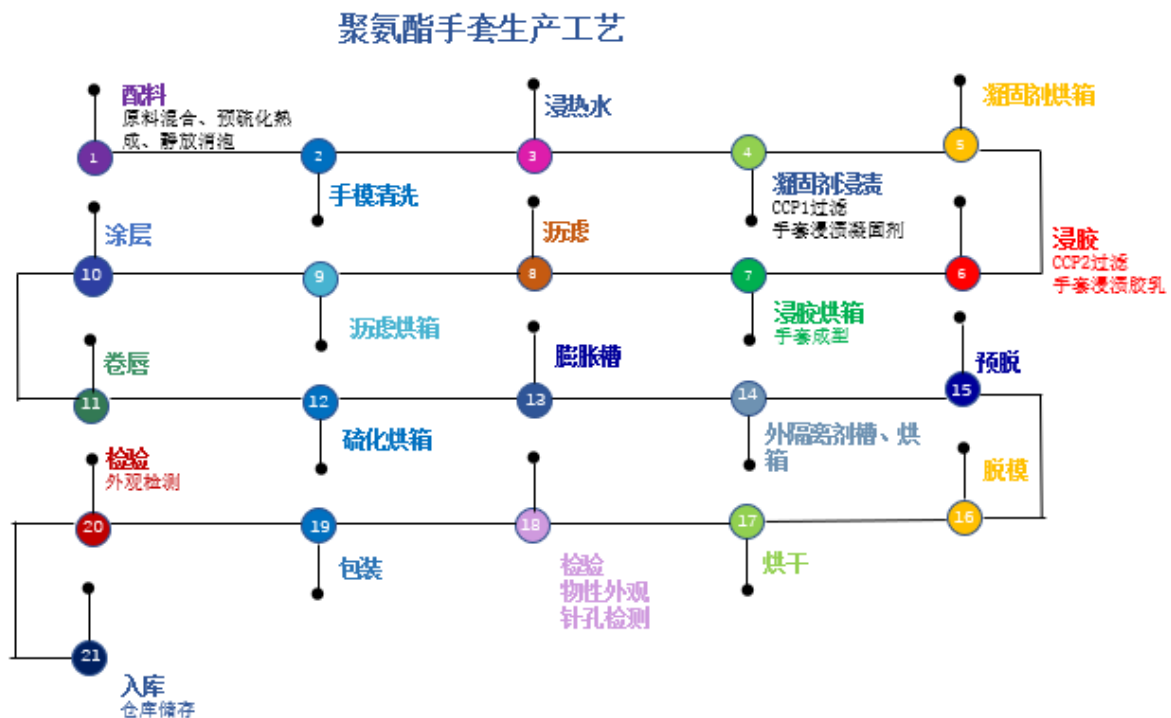 聚氨酯手套生产工艺
配料
原料混合、预硫化熟
成、静放消泡
1
2
手模清洗
3
浸热水
4
凝固剂浸渍
CCP1过滤
手套浸渍凝固剂
5
凝固剂烘箱
6
浸胶
CCP2过滤
手套浸渍胶乳
7
浸胶烘箱
手套成型
8
沥滤
9
沥滤烘箱
10
涂层
11
卷唇
12
硫化烘箱
13
膨胀槽
14
外隔离剂槽、烘
箱
15
预脱
16
脱模
17
烘干
18
检验
物性外观
针孔检测
19
包装
20
检验
外观检测
21
入库
仓库储存